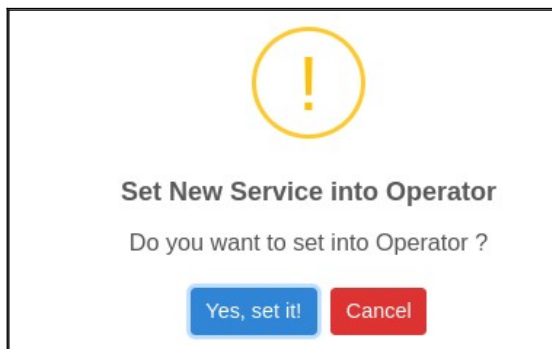 !
Set New Service into Operator
Do you want to set into Operator ?
Yes, set it! Cancel